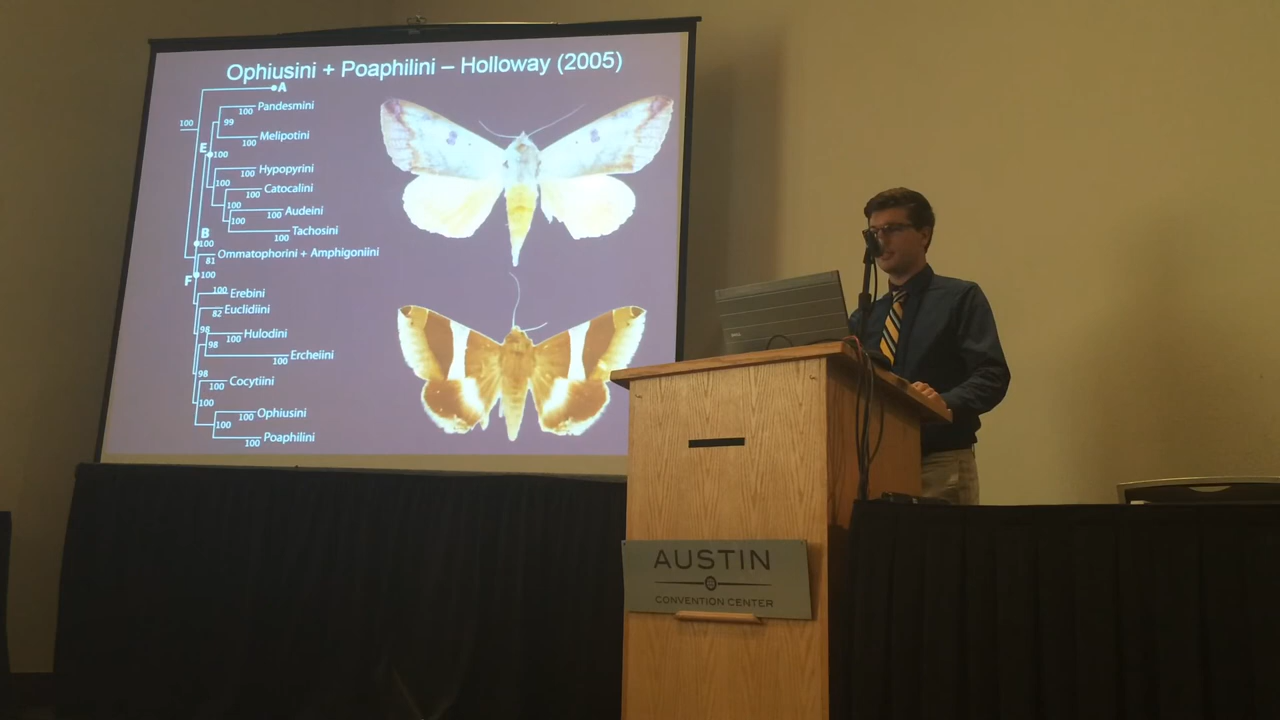 Ophiusini + Poaphilini – Holloway (2005)
A
Pandesmini
100
100
99
Melipotini
100
E
100
Hypopyrini
100
100
Catocalini
100
100
Audeini
100
100
Tachosini
100
B
100
Ommatophorini + Amphigoniini
81
F
100
Erebini
100
Euclidiini
82
98
Hulodini
100
98
Ercheiini
100
98
Cocytiini
100
100
Ophiusini
100
100
Poaphilini
100
DELL
AUSTIN
CONVENTION CENTER